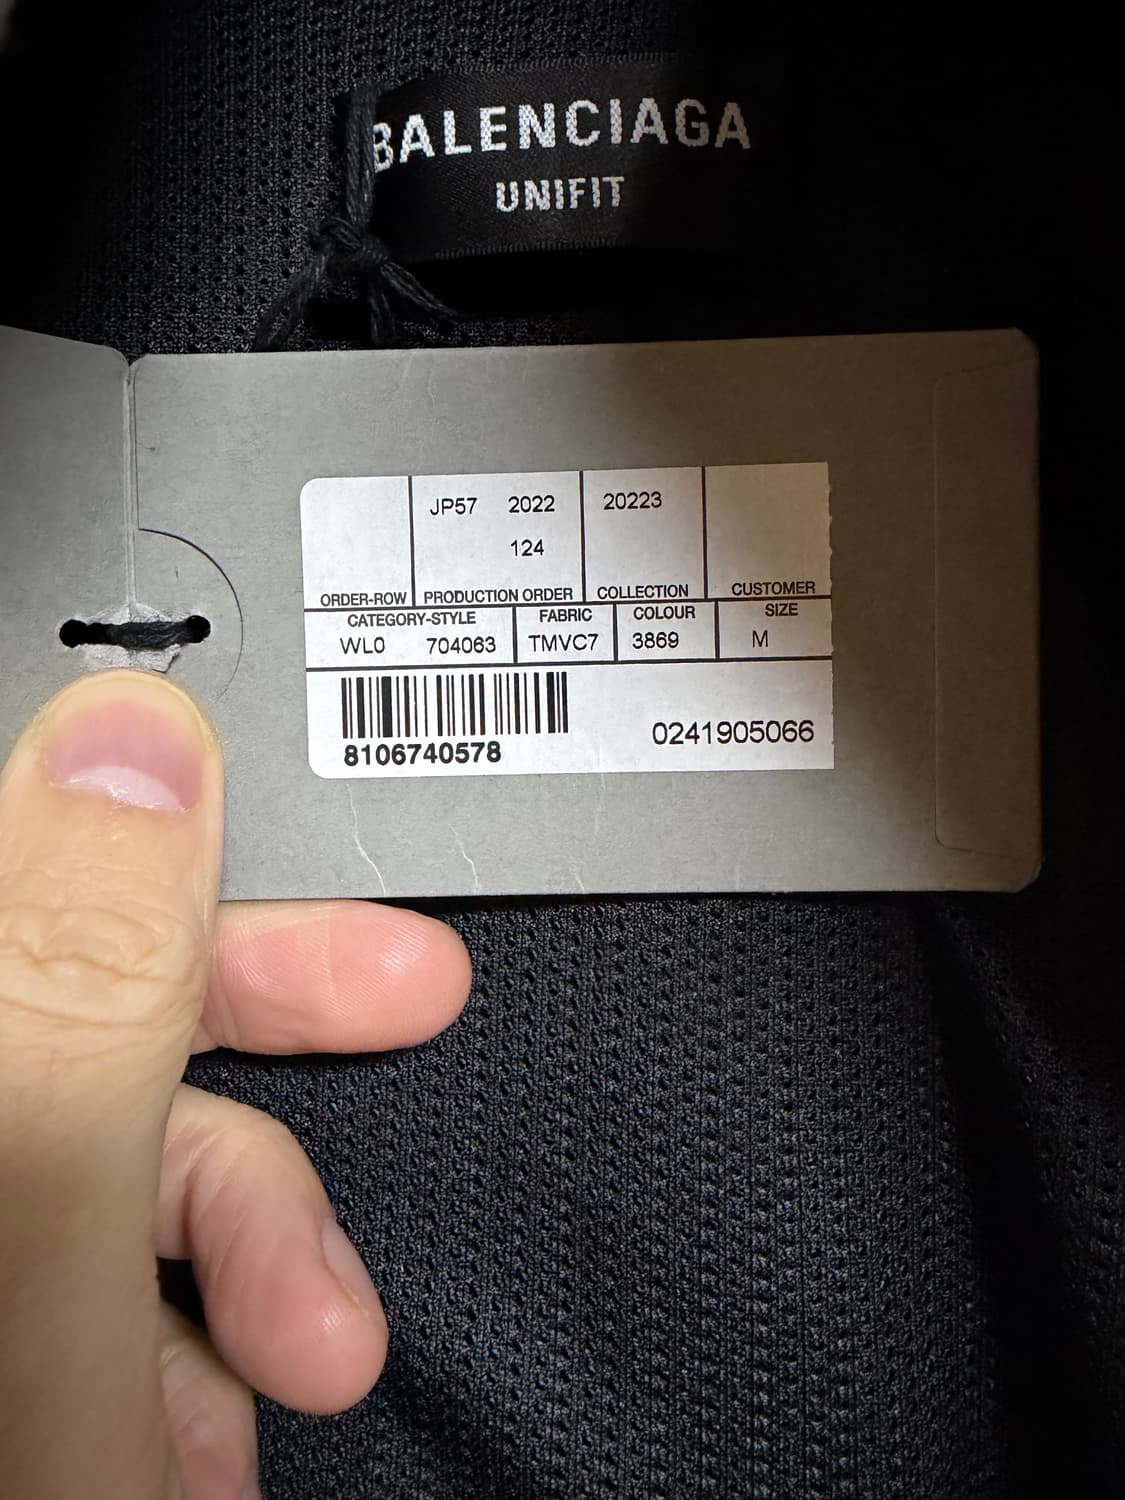 BALENCIAGA
UNIFIT
JP57 2022 20223
124
ORDER-ROW PRODUCTION ORDER COLLECTION CUSTOMER
CATEGORY-STYLE FABRIC COLOUR SIZE
WL0 704063 TMVC7 3869 M
8106740578 0241905066